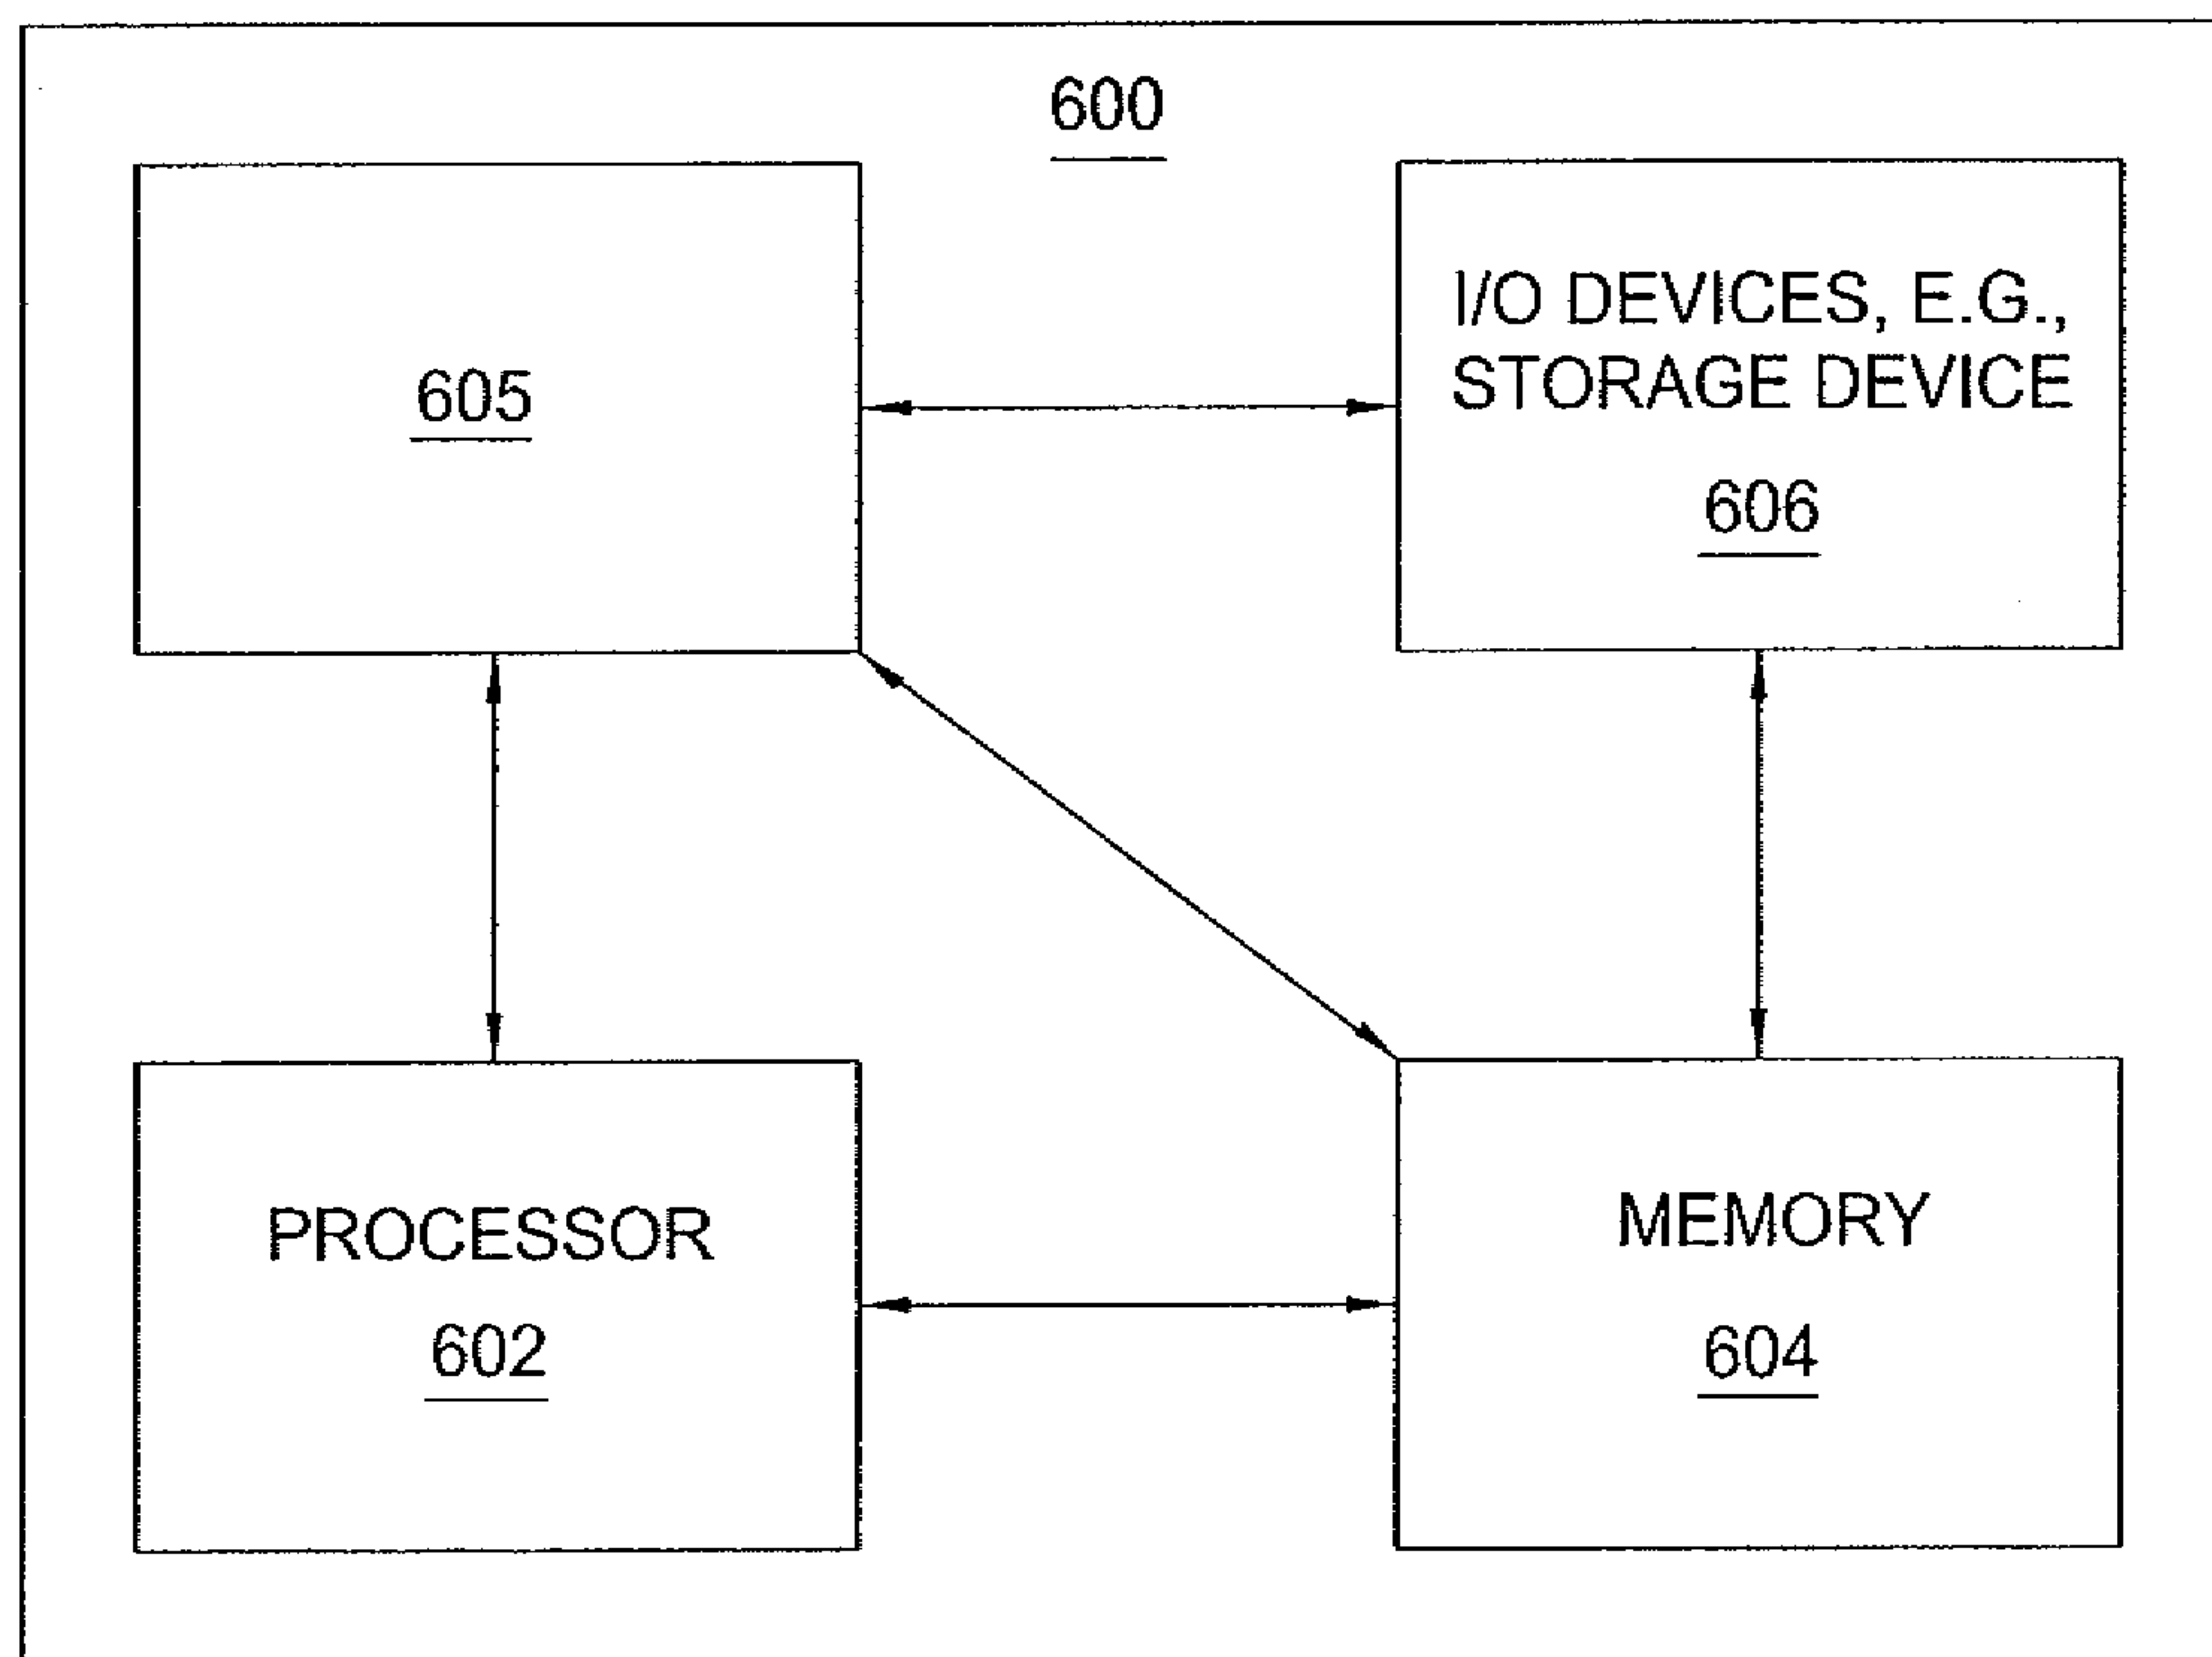 600
605
I/O DEVICES, E.G.,
STORAGE DEVICE
606
PROCESSOR
602
MEMORY
604